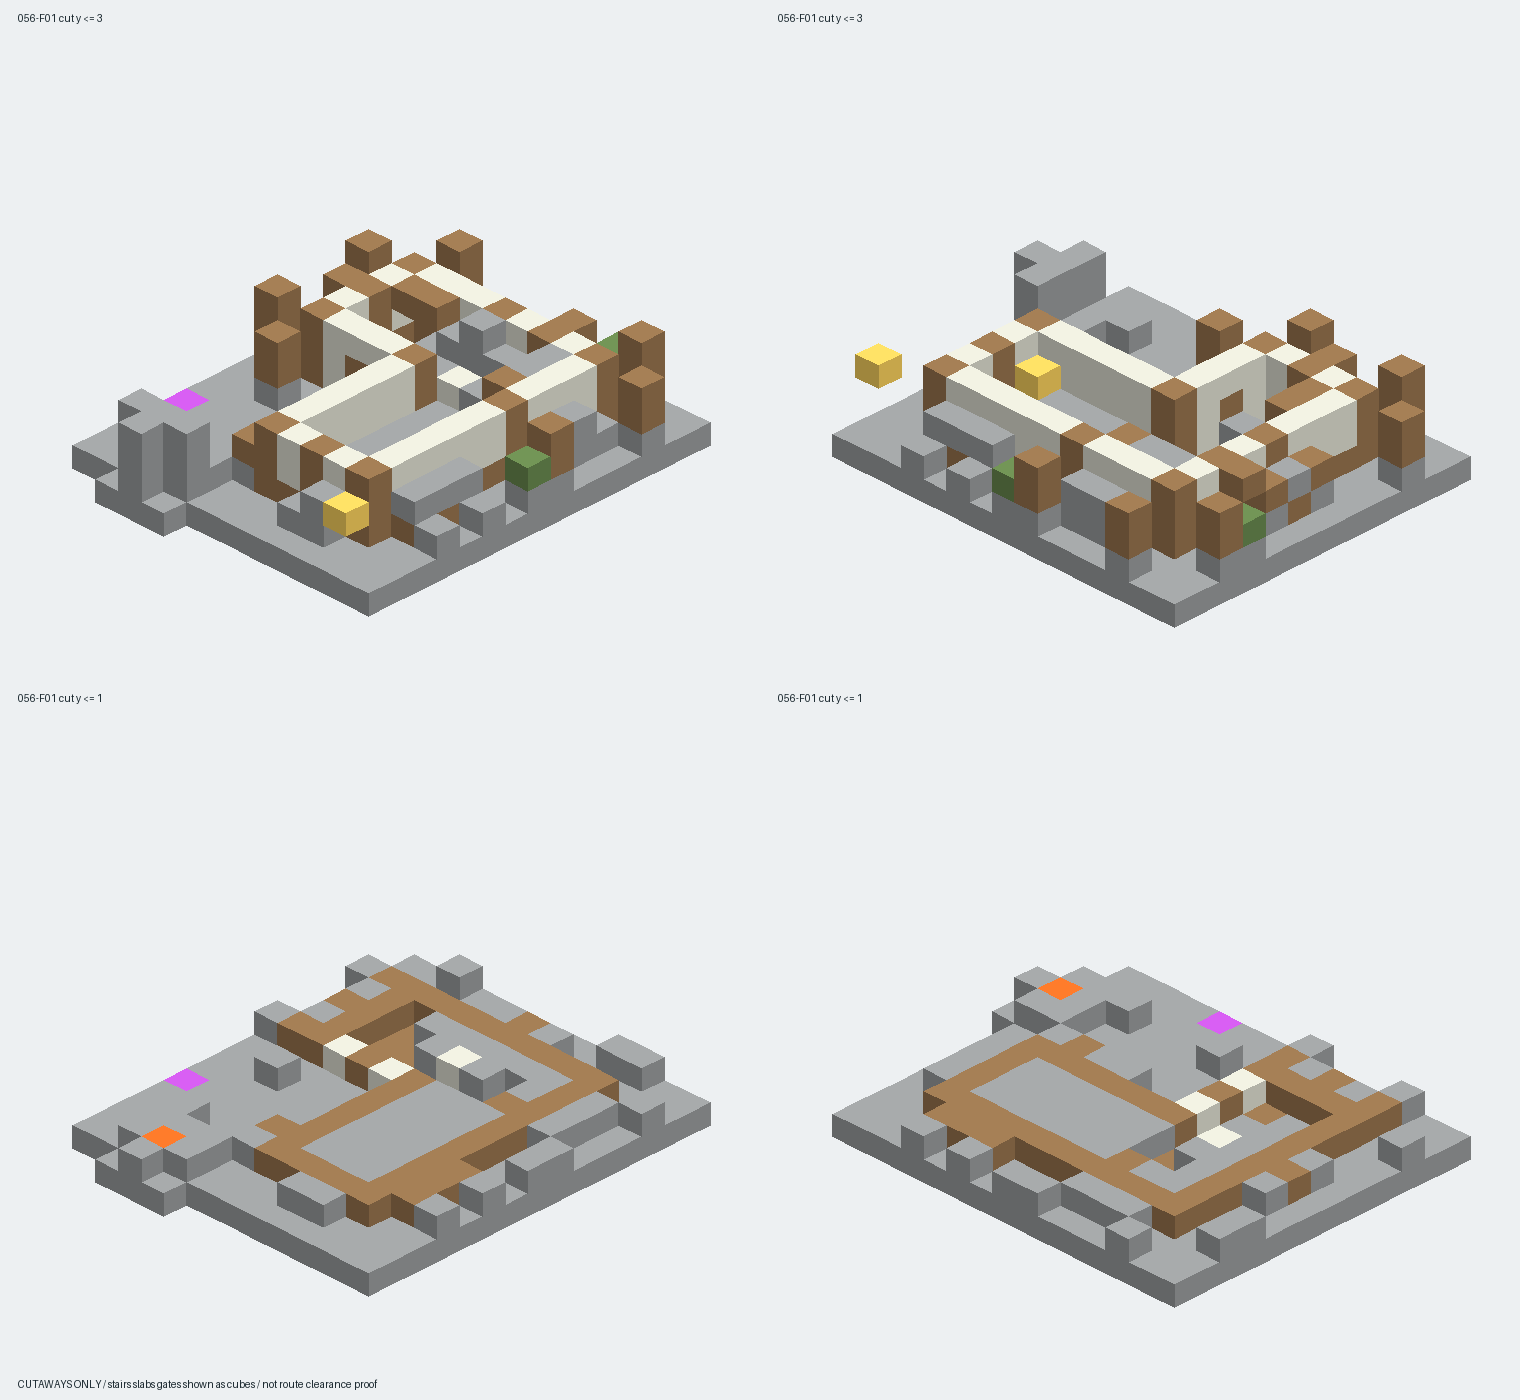 056-F01 cut y <= 3
056-F01 cut y <= 3
056-F01 cut y <= 1
056-F01 cut y <= 1
CUTAWAYS ONLY / stairs slabs gates shown as cubes / not route clearance proof